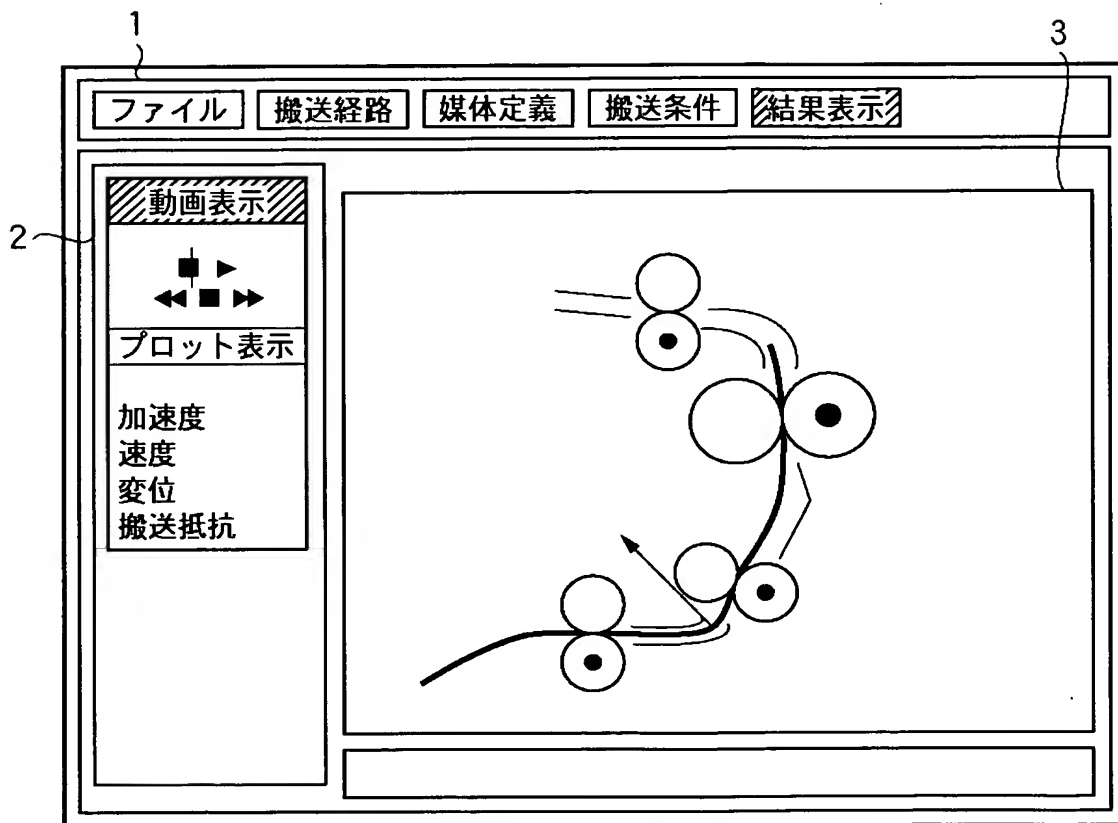 1
3
ファイル 搬送経路 媒体定義 搬送条件 結果表示
2
動画表示
プロット表示
加速度
速度
変位
搬送抵抗